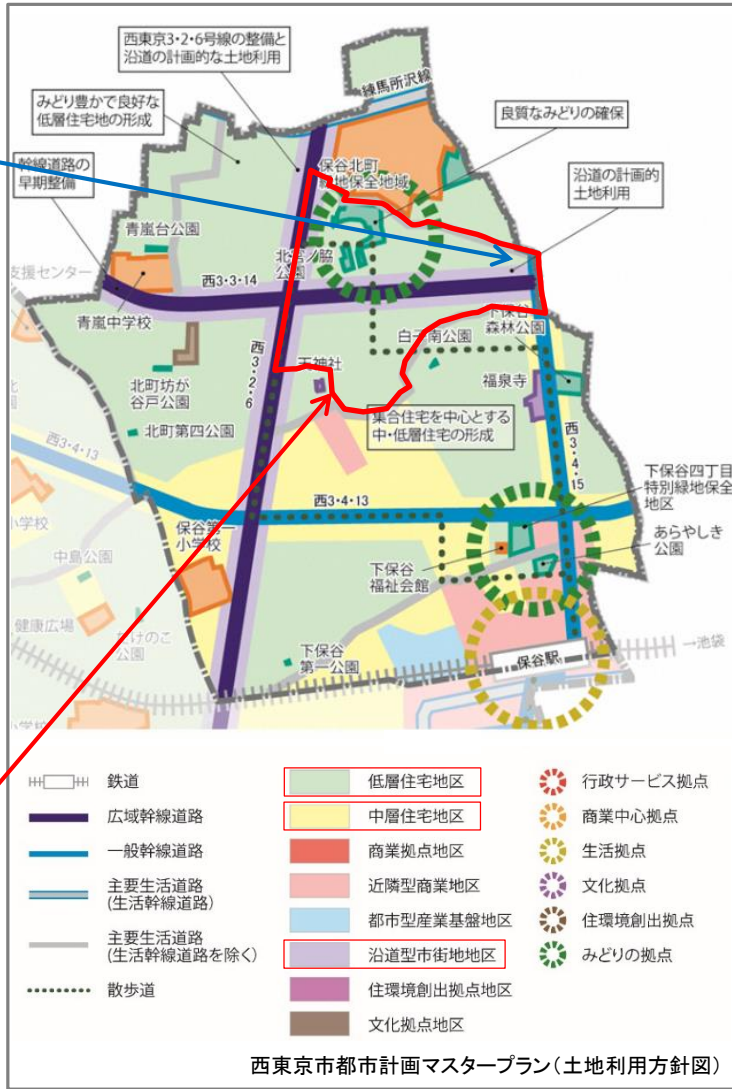 西東京3・2・6号線の整備と
沿道の計画的な土地利用
練馬所沢線
みどり豊かで良好な
低層住宅地の形成
良質なみどりの確保
幹線道路の
早期整備
保谷北町
緑地保全地域
沿道の計画的
土地利用
青嵐台公園
支援センター
北宮ノ脇
公園
西3・3・14
青嵐中学校
下保谷
森林公園
白子南公園
西3・2・6
天神社
福泉寺
北町坊が
谷戸公園
集合住宅を中心とする
中・低層住宅の形成
北町第四公園
西3・4・15
下保谷四丁目
特別緑地保全
地区
西3・4・13
西3・4・13
小学校
保谷第一
小学校
あらやしき
公園
中島公園
下保谷
福祉会館
健康広場
たけのこ
公園
下保谷
第一公園
保谷駅
→池袋
小学校
鉄道
広域幹線道路
一般幹線道路
主要生活道路
(生活幹線道路)
主要生活道路
(生活幹線道路を除く)
散歩道
低層住宅地区
中層住宅地区
商業拠点地区
近隣型商業地区
都市型産業基盤地区
沿道型市街地地区
住環境創出拠点地区
文化拠点地区
行政サービス拠点
商業中心拠点
生活拠点
文化拠点
住環境創出拠点
みどりの拠点
西東京市都市計画マスタープラン(土地利用方針図)